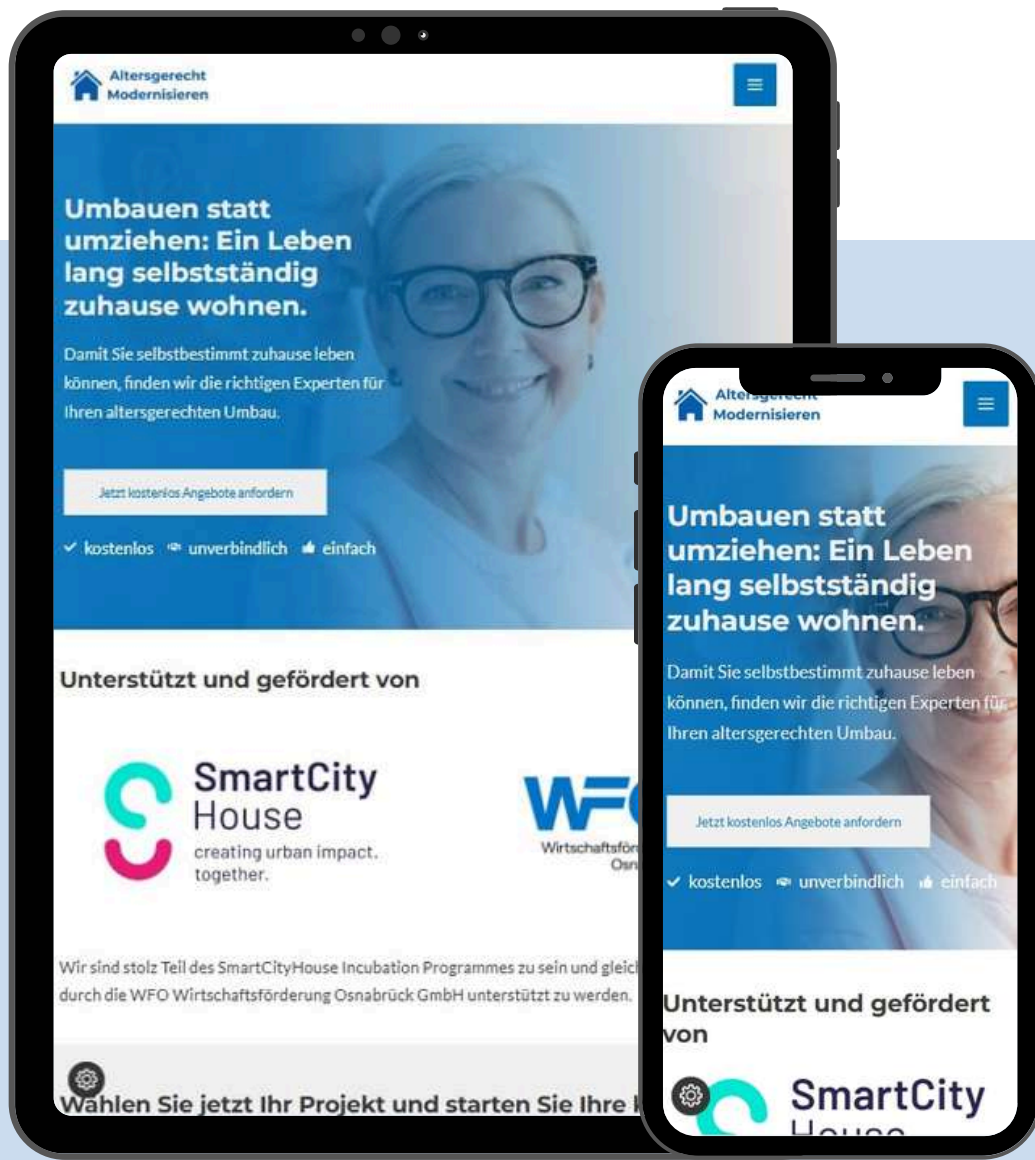 Altersgerecht
Modernisieren
Umbauen statt
umziehen: Ein Leben
lang selbstständig
zuhause wohnen.
Damit Sie selbstbestimmt zuhause leben
können, finden wir die richtigen Experten für
Ihren altersgerechten Umbau.
Jetzt kostenlos Angebote anfordern
kostenlos unverbindlich einfach
Unterstützt und gefördert von
SmartCity
House
creating urban impact.
together.
WFO
Wir sind stolz Teil des SmartCityHouse Incubation Programmes zu sein und
durch die WFO Wirtschaftsförderung Osnabrück GmbH unterstützt zu werden.
Wählen Sie jetzt Ihr Projekt und starten Sie Ihre
Altersgerecht
Modernisieren
Umbauen statt
umziehen: Ein Leben
lang selbstständig
zuhause wohnen.
Damit Sie selbstbestimmt zuhause leben
können, finden wir die richtigen Experten für
Ihren altersgerechten Umbau.
Jetzt kostenlos Angebote anfordern
kostenlos unverbindlich einfach
Unterstützt und gefördert
von
SmartCity
House